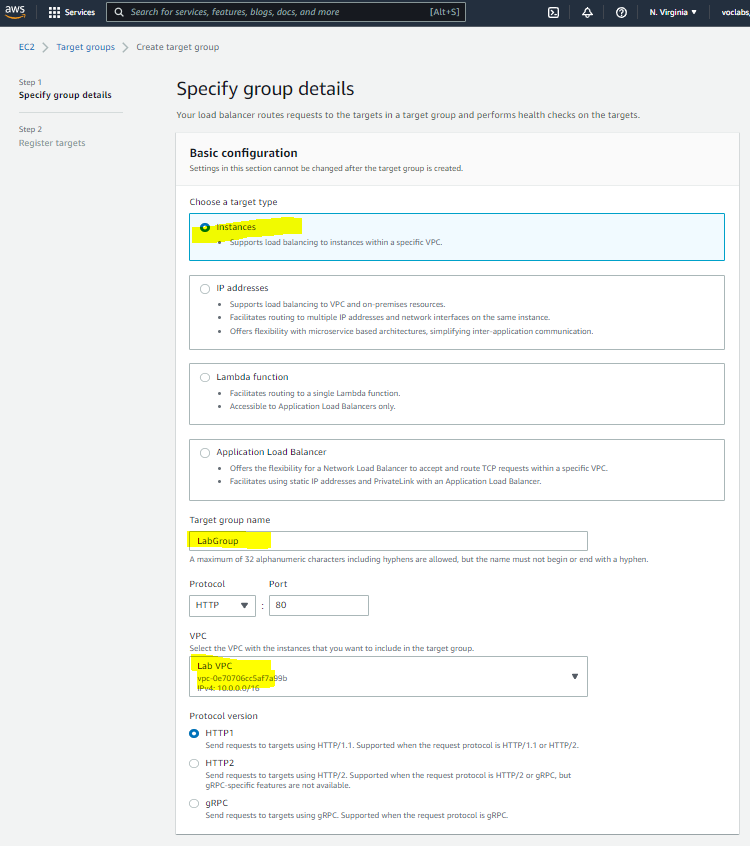 aws
Services
Search for services, features, blogs, docs, and more
[Alt+S]
N. Virginia
voclabs
EC2
Target groups
Create target group
Step 1
Specify group details
Step 2
Register targets
Specify group details
Your load balancer routes requests to the targets in a target group and performs health checks on the targets.
Basic configuration
Settings in this section cannot be changed after the target group is created.
Choose a target type
Instances
Supports load balancing to instances within a specific VPC.
IP addresses
Supports load balancing to VPC and on-premises resources.
Facilitates routing to multiple IP addresses and network interfaces on the same instance.
Offers flexibility with microservice based architectures, simplifying inter-application communication.
Lambda function
Facilitates routing to a single Lambda function.
Accessible to Application Load Balancers only.
Application Load Balancer
Offers the flexibility for a Network Load Balancer to accept and route TCP requests within a specific VPC.
Facilitates using static IP addresses and PrivateLink with an Application Load Balancer.
Target group name
LabGroup
A maximum of 32 alphanumeric characters including hyphens are allowed, but the name must not begin or end with a hyphen.
Protocol
Port
HTTP
:
80
VPC
Select the VPC with the instances that you want to include in the target group.
Lab VPC
vpc-0e70706cc5af7a99b
IPv4: 10.0.0.0/16
Protocol version
HTTP1
Send requests to targets using HTTP/1.1. Supported when the request protocol is HTTP/1.1 or HTTP/2.
HTTP2
Send requests to targets using HTTP/2. Supported when the request protocol is HTTP/2 or gRPC, but
gRPC-specific features are not available.
gRPC
Send requests to targets using gRPC. Supported when the request protocol is gRPC.